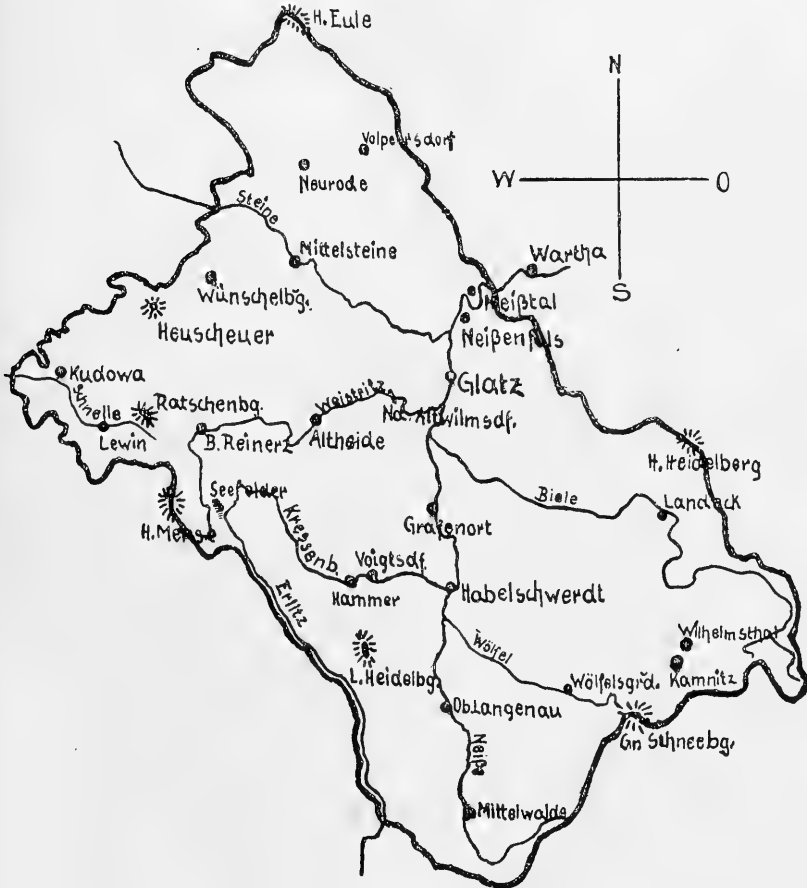 H. Eule
N
Volpersdorf
Neurode
W
O
Steine
Wartha
Mittelsteine
S
Wünschelbg.
Neißtal
Heuscheuer
Neißenfels
Kudowa
Glatz
Schnelle
Ratschenbg.
Weistritz
Nd. Altwilmsdf.
Lewin
B. Reinerz
Altheide
H. Heidelberg
Seefelder
Biele
Landeck
H. Mense
Kressenb.
Grafenort
Voigtsdf.
Hammer
Habelschwerdt
Erlitz
Wölfel
Wilhelmsthal
L. Heidelbg.
Wölfelsgrd.
Kamnitz
Ob. Langenau
Neiße
Gr. Schneebg.
Mittelwalde